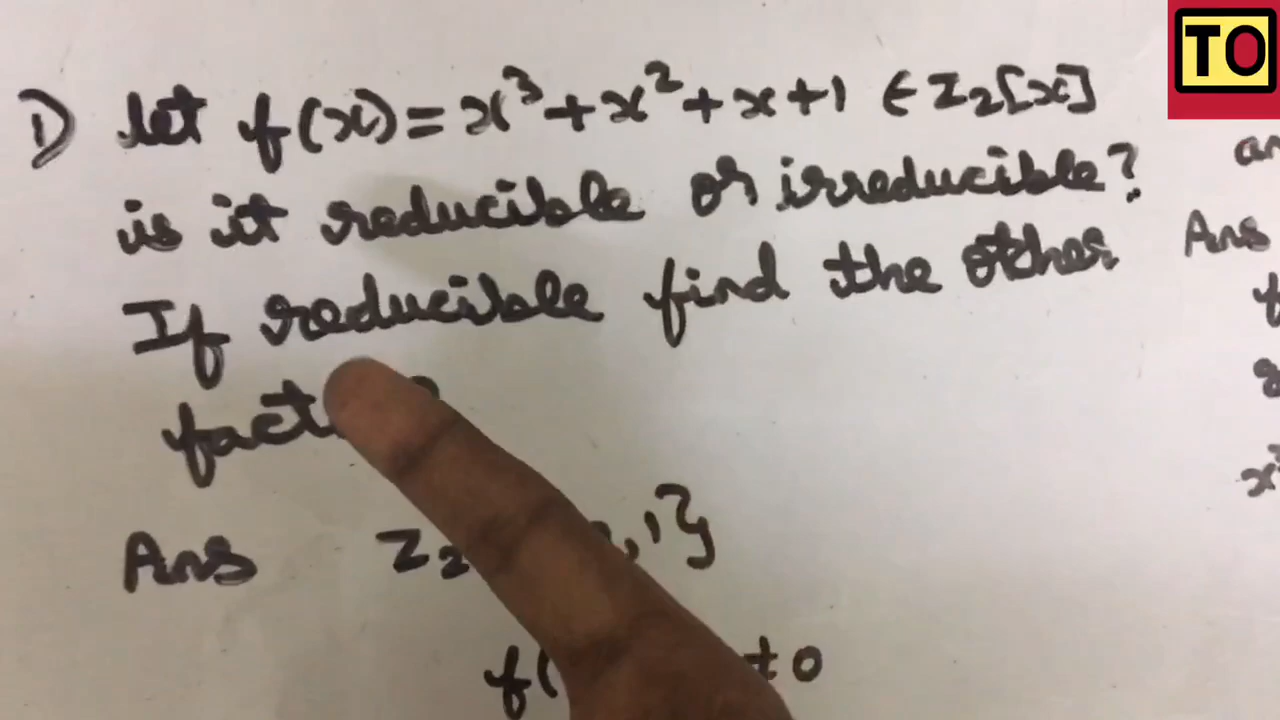 TO
1) let f(x) = x³ + x² + x + 1 ∈ Z₂[x]
is it reducible or irreducible?
If reducible find the other
Ans Z₂ , 1}
f( ≠ 0
Ans